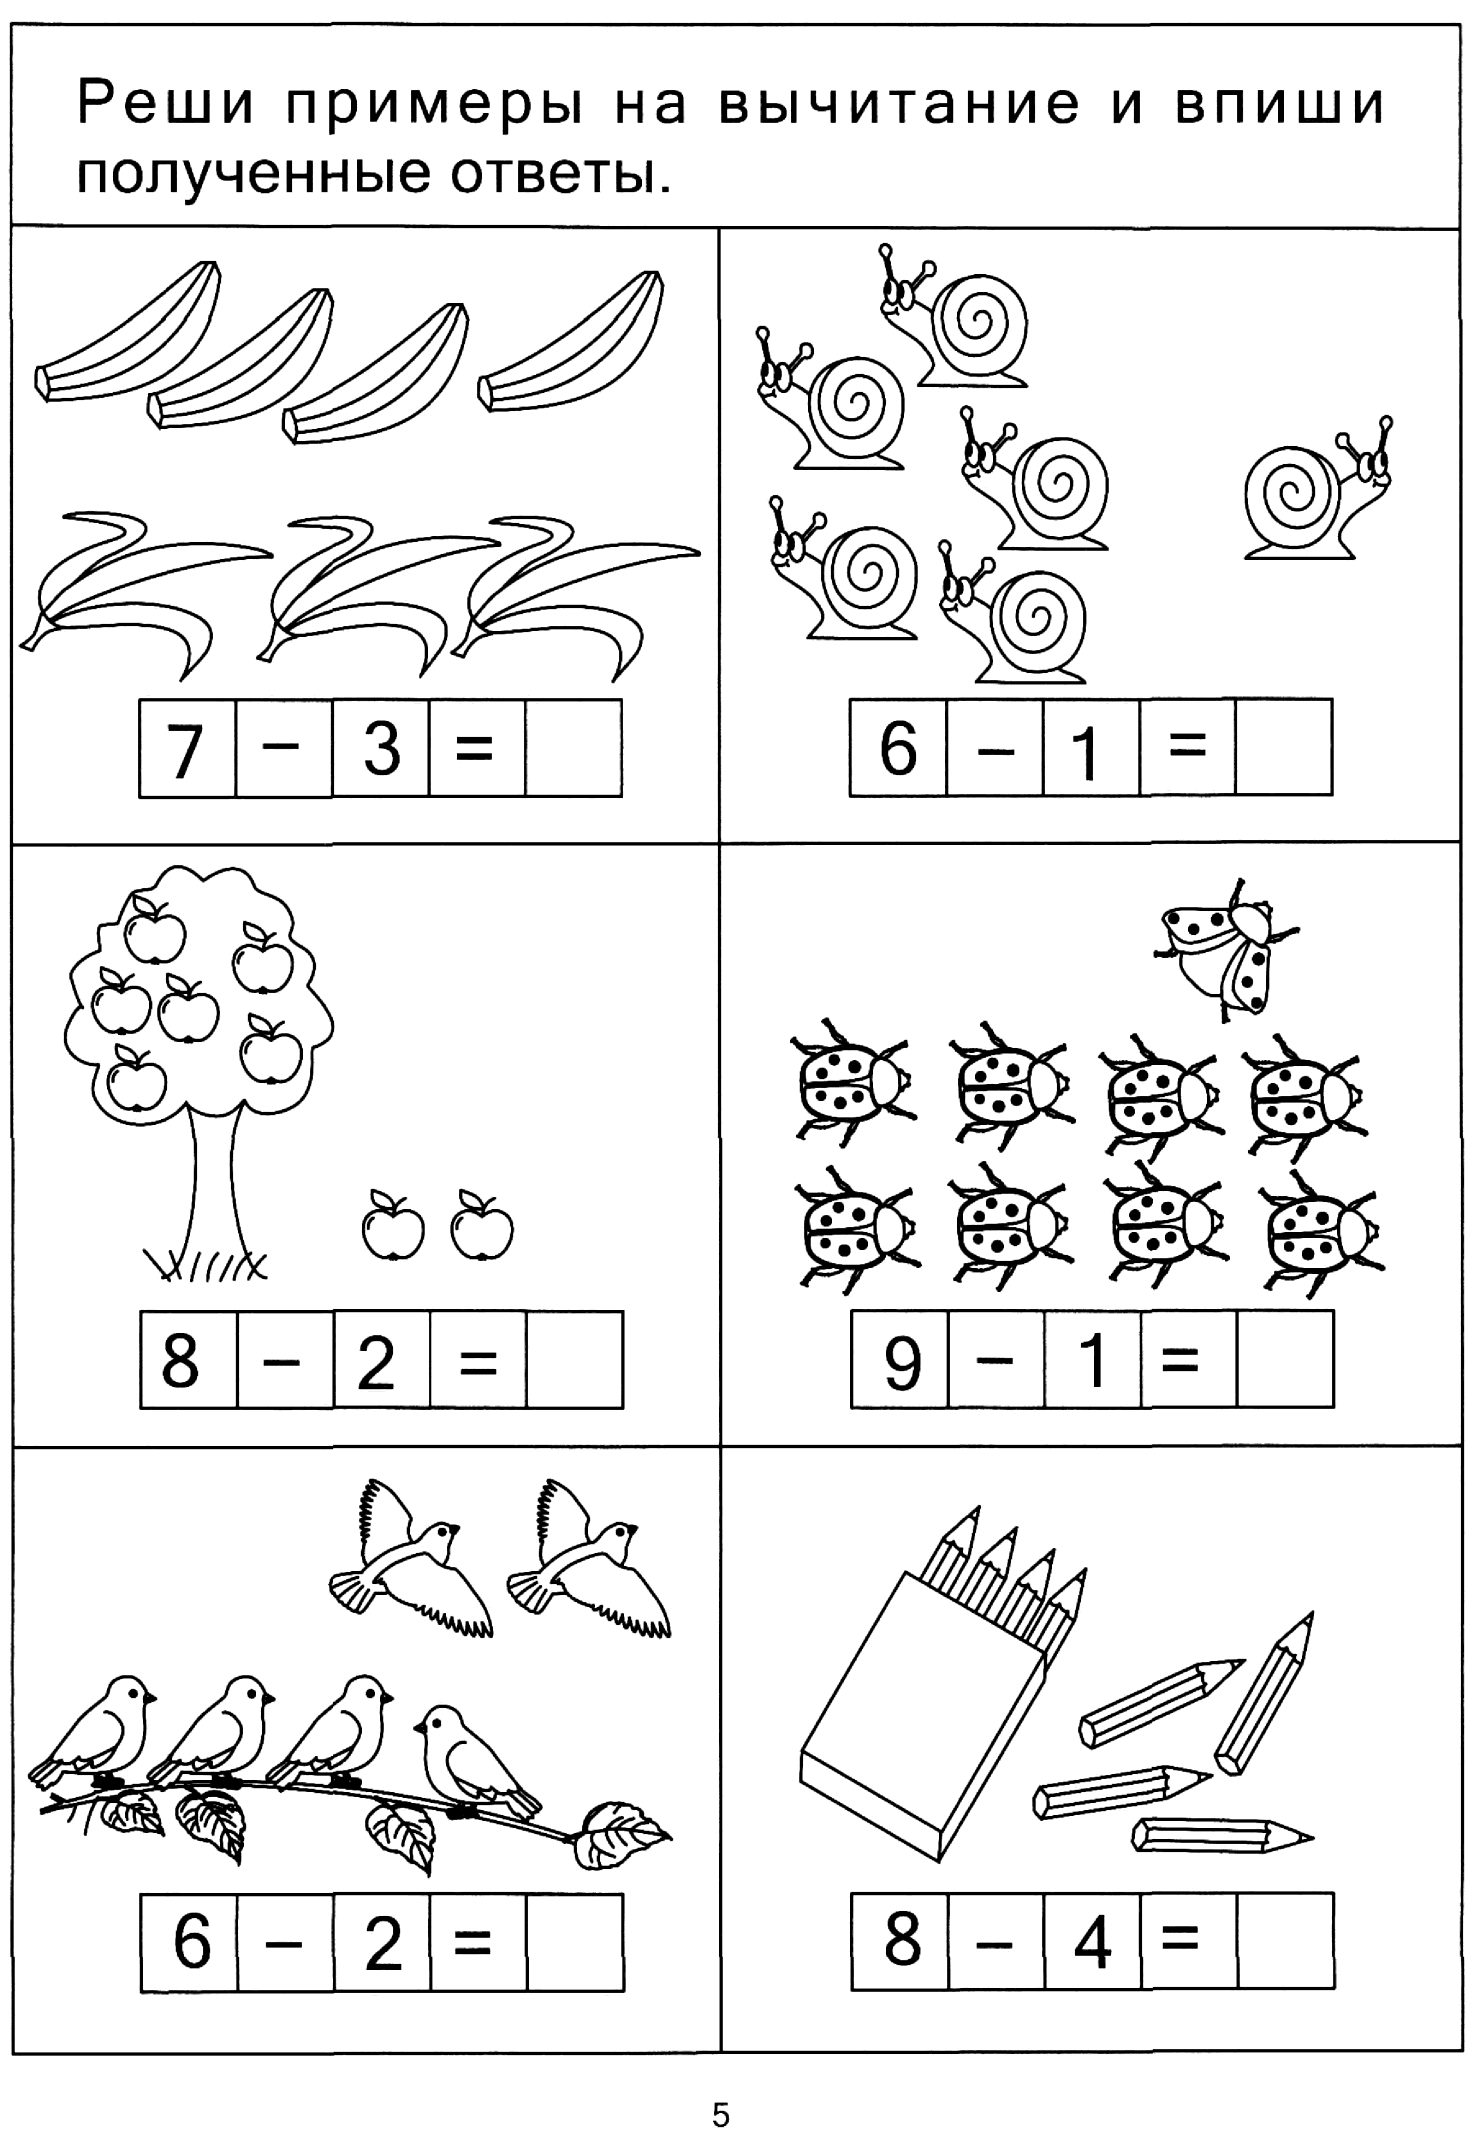 Реши примеры на вычитание и впиши
полученные ответы.
7 – 3 =
6 – 1 =
8 – 2 =
9 – 1 =
6 – 2 =
8 – 4 =
5